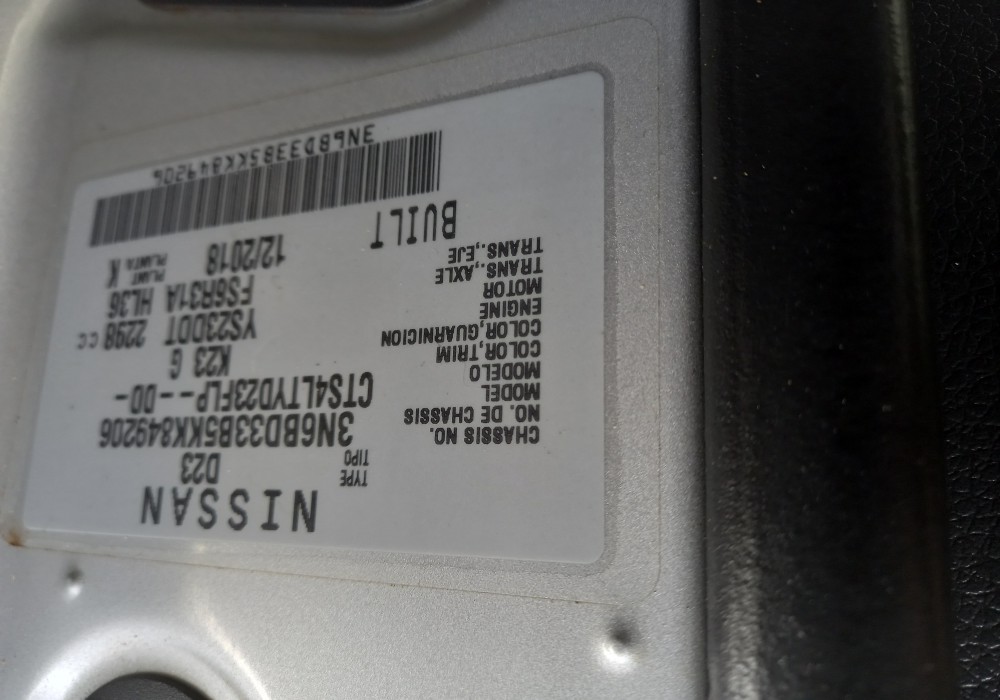 NISSAN
TYPE
TIPO D23
CHASSIS NO.
NO. DE CHASSIS 3N6BD33B5KK849206
MODEL
MODELO CTS4LTYD23FLP--DD-
COLOR,TRIM
COLOR,GUARNICION K23 G
ENGINE
MOTOR YS23DDT 2298 CC
TRANS.,AXLE
TRANS.,EJE FS6R31A HL36
PLANT
PLANTA K
BUILT 12/2018
3N6BD33B5KK849206